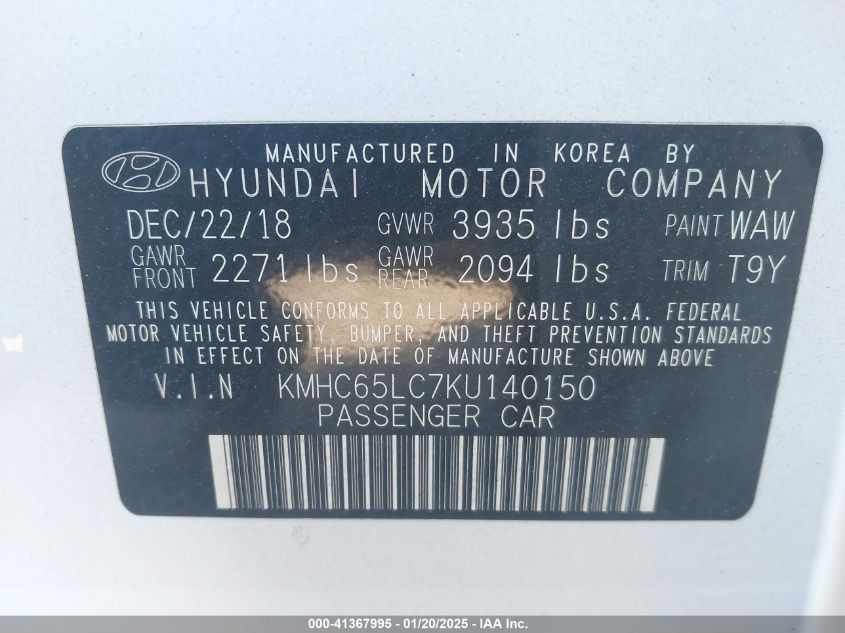 MANUFACTURED IN KOREA BY
HYUNDAI MOTOR COMPANY
DEC/22/18 GVWR 3935 lbs PAINT WAW
GAWR FRONT 2271 lbs GAWR REAR 2094 lbs TRIM T9Y
THIS VEHICLE CONFORMS TO ALL APPLICABLE U.S.A. FEDERAL
MOTOR VEHICLE SAFETY, BUMPER, AND THEFT PREVENTION STANDARDS
IN EFFECT ON THE DATE OF MANUFACTURE SHOWN ABOVE
V.I.N KMHC65LC7KU140150
PASSENGER CAR
000-41367995 - 01/20/2025 - IAA Inc.